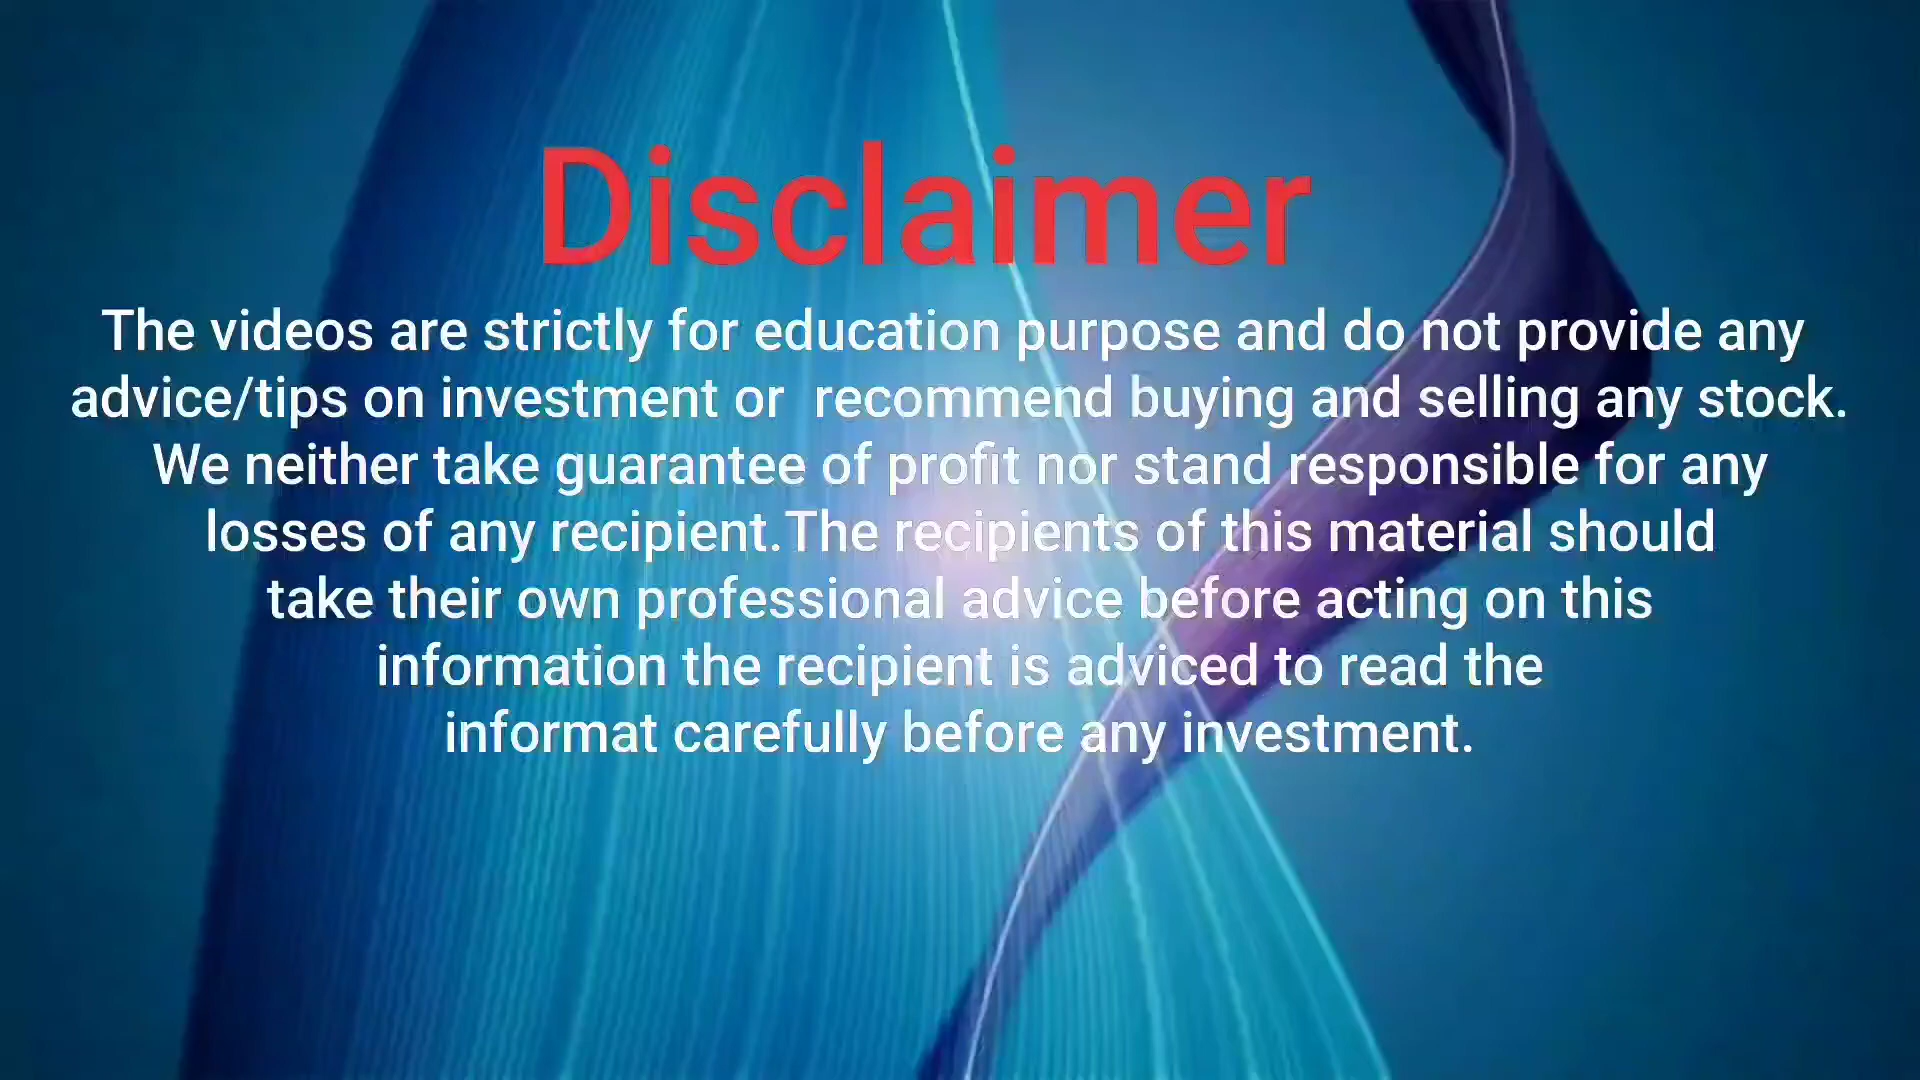 Disclaimer
The videos are strictly for education purpose and do not provide any
advice/tips on investment or  recommend buying and selling any stock.
We neither take guarantee of profit nor stand responsible for any
losses of any recipient.The recipients of this material should
take their own professional advice before acting on this
information the recipient is adviced to read the
informat carefully before any investment.